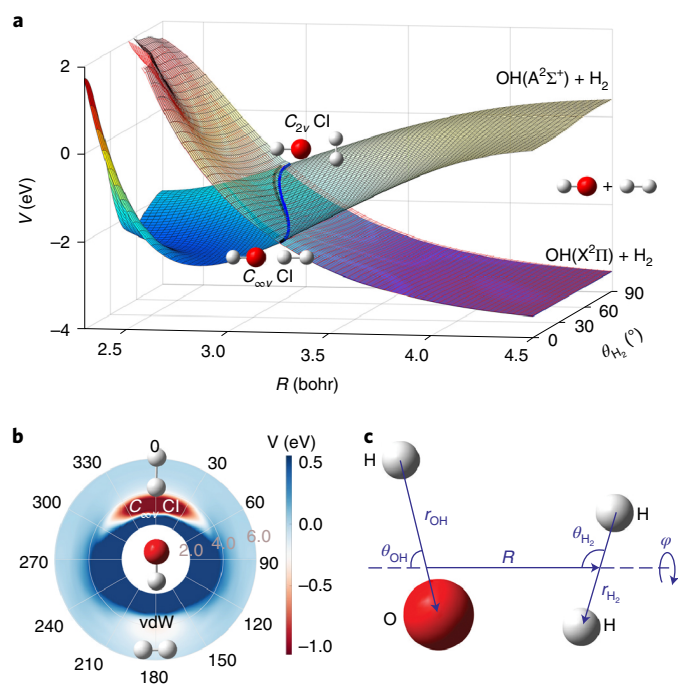 a
2
0
−2
−4
V (eV)
2.5
3.0
3.5
4.0
4.5
R (bohr)
0
30
60
90
θH₂(°)
OH(A²Σ⁺) + H₂
C₂ᵥ CI
+
OH(X²Π) + H₂
C∞ᵥ CI
b
0
30
60
90
120
150
180
210
240
270
300
330
C∞ᵥ CI
2.0 4.0 6.0
vdW
V (eV)
0.5
0.0
−0.5
−1.0
c
H
rOH
θOH
R
θH₂
H
φ
rH₂
O
H